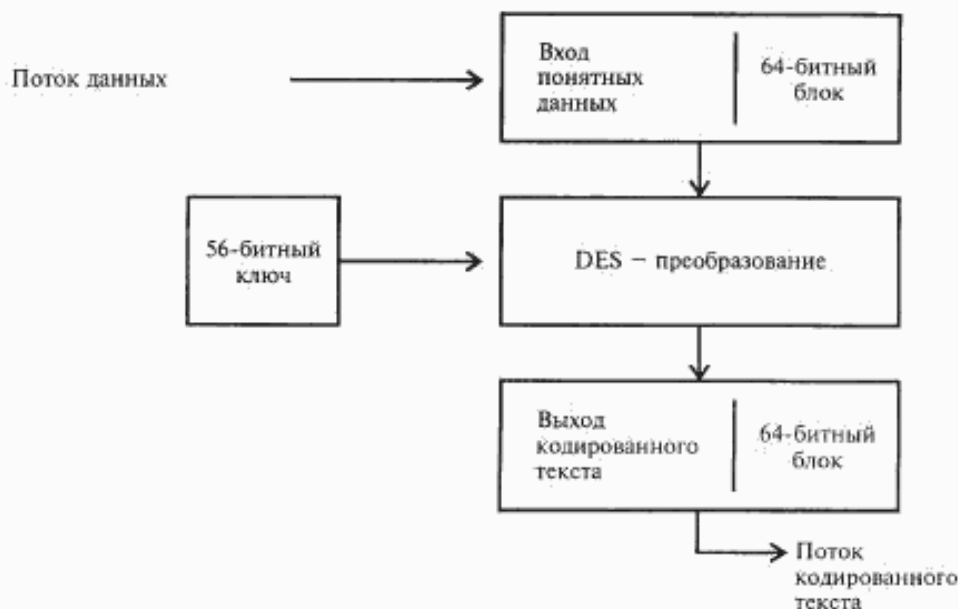 Поток данных
Вход
понятных
данных
64-битный
блок
56-битный
ключ
DES — преобразование
Выход
кодированного
текста
64-битный
блок
Поток
кодированного
текста